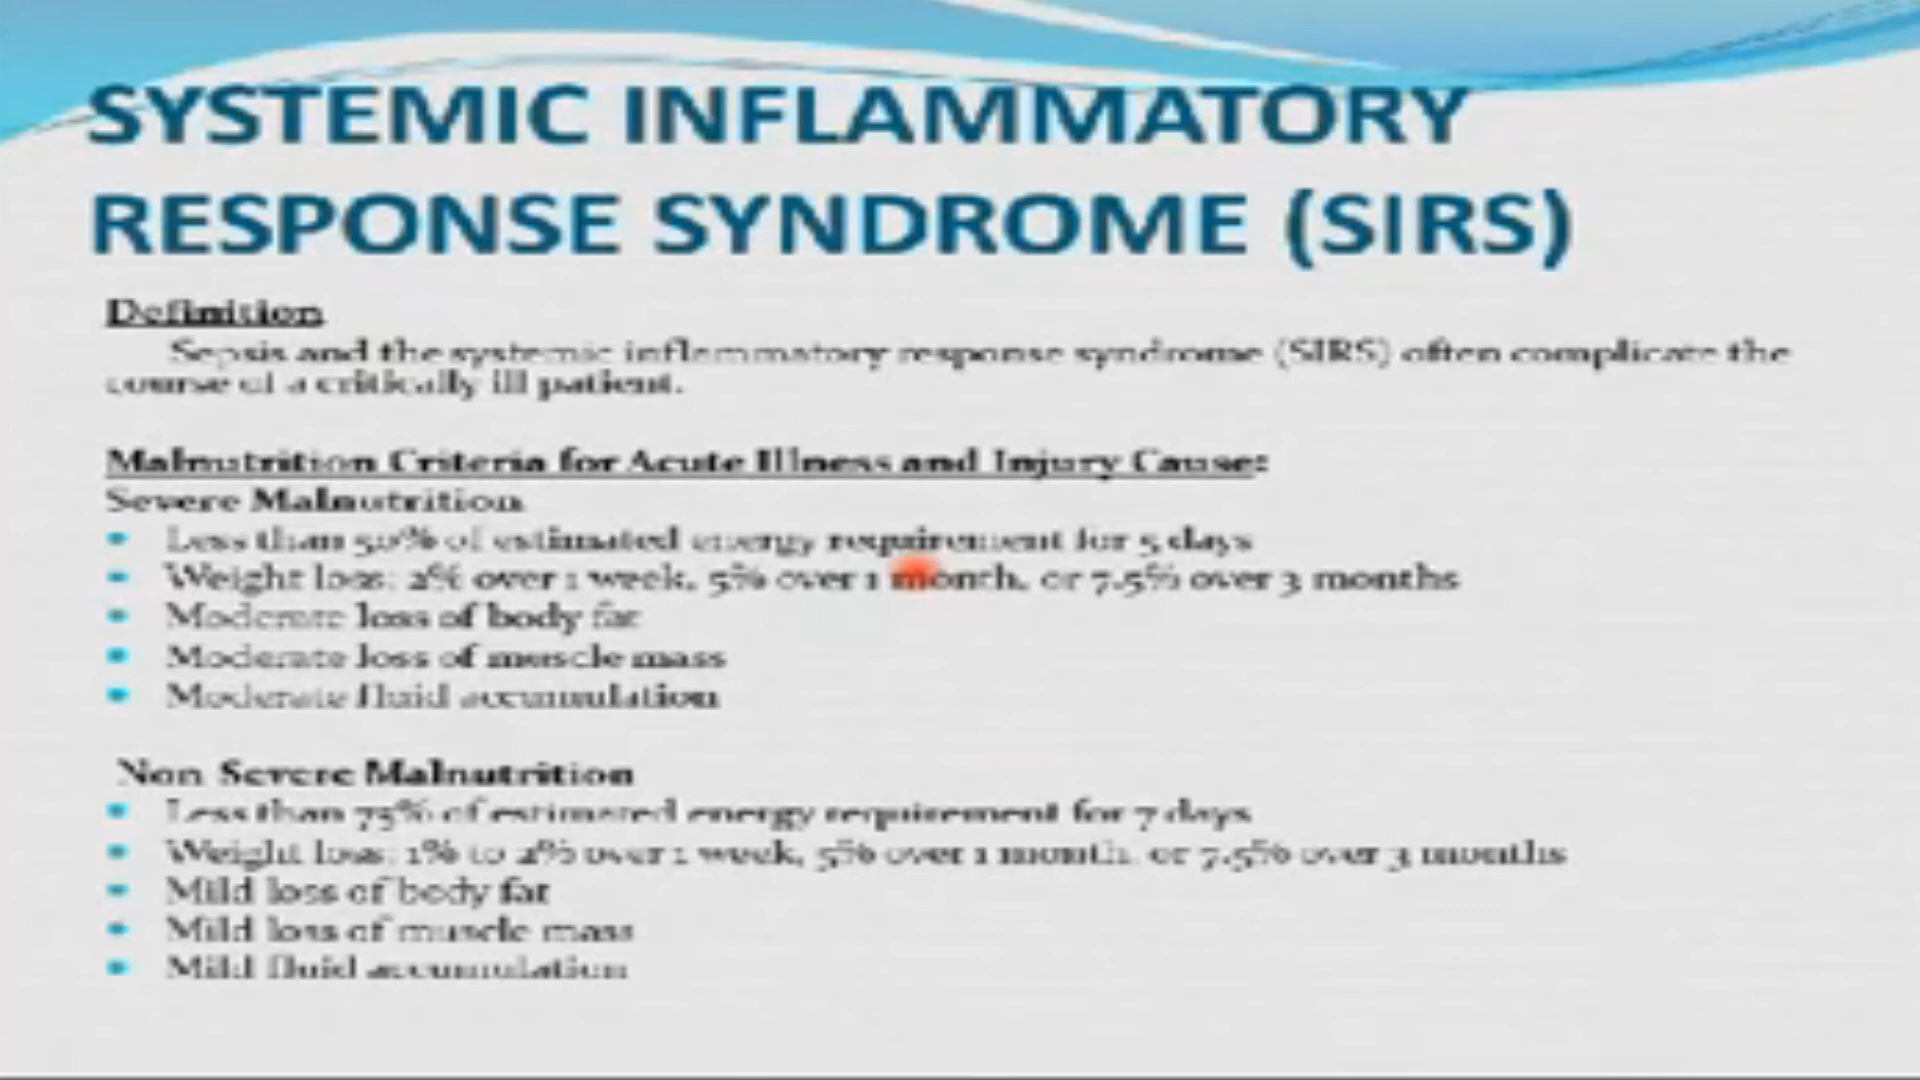 SYSTEMIC INFLAMMATORY
RESPONSE SYNDROME (SIRS)
Definition
Sepsis and the systemic inflammatory response syndrome (SIRS) often complicate the
course of a critically ill patient.
Malnutrition Criteria for Acute Illness and Injury Cause:
Severe Malnutrition
• Less than 50% of estimated energy requirement for 5 days
• Weight loss: 2% over 1 week, 5% over 1 month, or 7.5% over 3 months
• Moderate loss of body fat
• Moderate loss of muscle mass
• Moderate fluid accumulation
Non Severe Malnutrition
• Less than 75% of estimated energy requirement for 7 days
• Weight loss: 1% to 2% over 1 week, 5% over 1 month, or 7.5% over 3 months
• Mild loss of body fat
• Mild loss of muscle mass
• Mild fluid accumulation